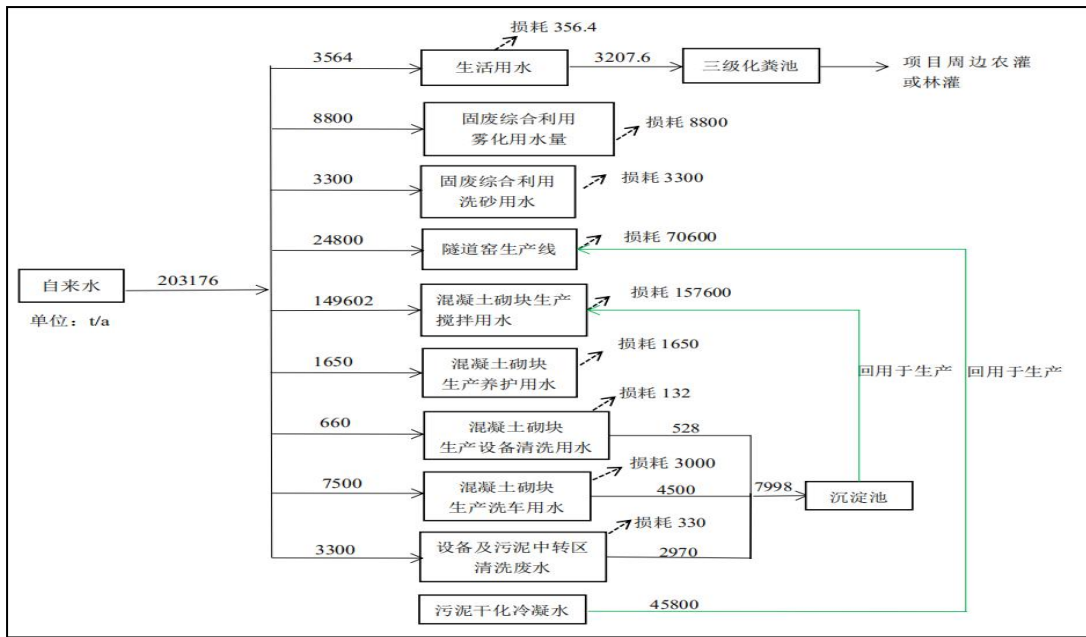 损耗 356.4
3564
生活用水
3207.6
三级化粪池
项目周边农灌
或林灌
8800
固废综合利用
雾化用水量
损耗 8800
3300
固废综合利用
洗砂用水
损耗 3300
24800
隧道窑生产线
损耗 70600
自来水
203176
单位：t/a
149602
混凝土砌块生产
搅拌用水
损耗 157600
1650
混凝土砌块
生产养护用水
损耗 1650
回用于生产
回用于生产
660
混凝土砌块
生产设备清洗用水
损耗 132
528
7500
混凝土砌块
生产洗车用水
损耗 3000
4500
7998
沉淀池
3300
设备及污泥中转区
清洗废水
损耗 330
2970
污泥干化冷凝水
45800